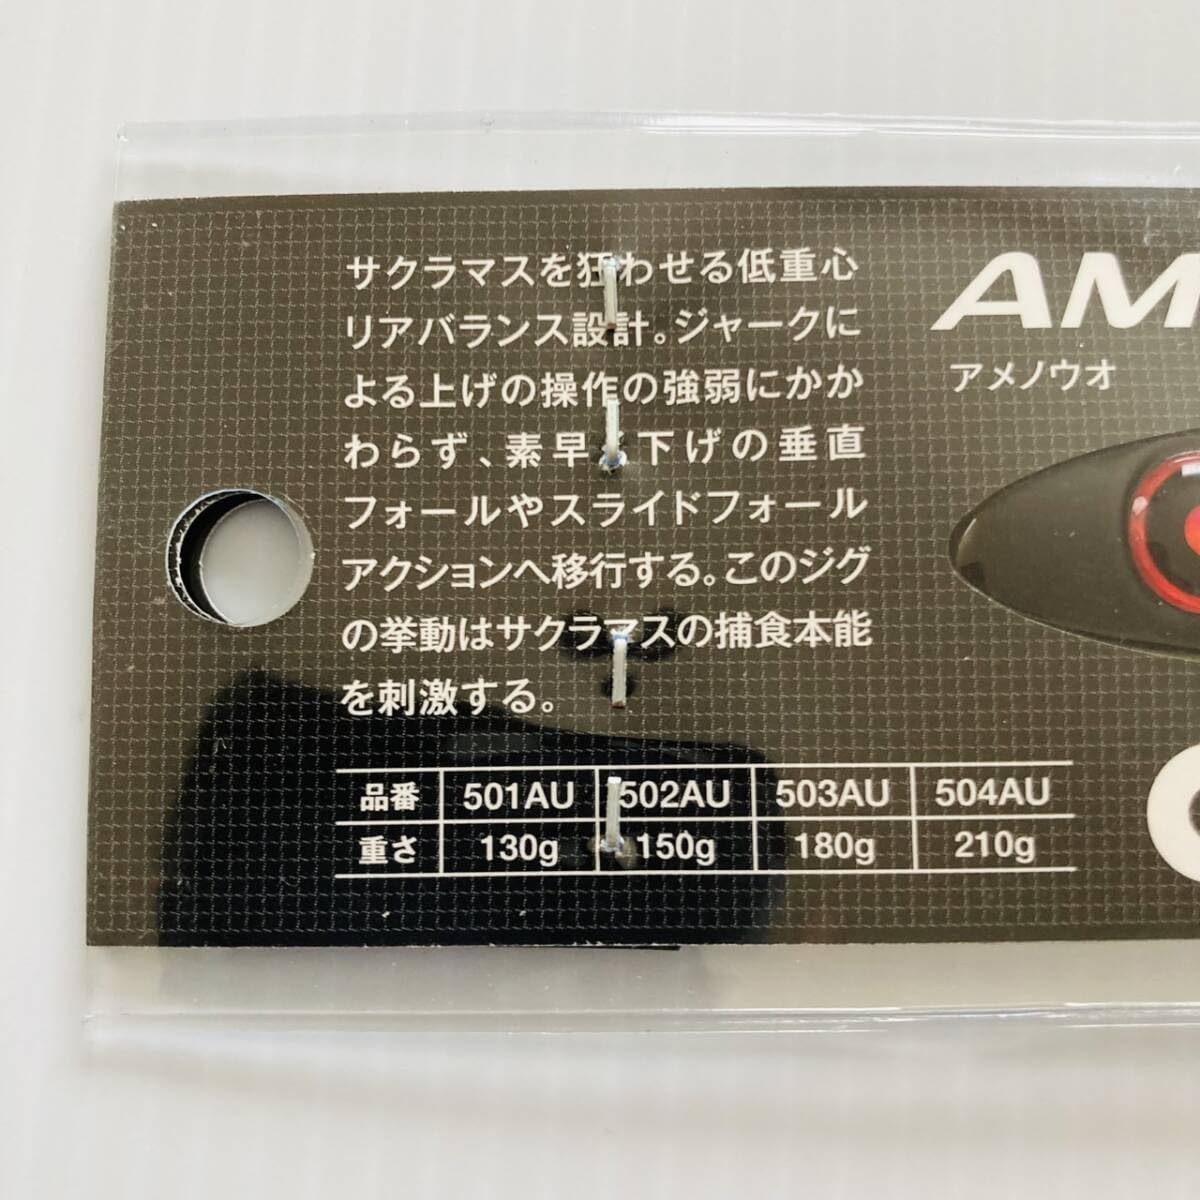 サクラマスを狂わせる低重心
リアバランス設計。ジャークに
よる上げの操作の強弱にかか
わらず、素早 下げの垂直
フォールやスライドフォール
アクションへ移行する。このジグ
の挙動はサクラマスの捕食本能
を刺激する。
品番 501AU 502AU 503AU 504AU
重さ 130g 150g 180g 210g
AM
アメノウオ